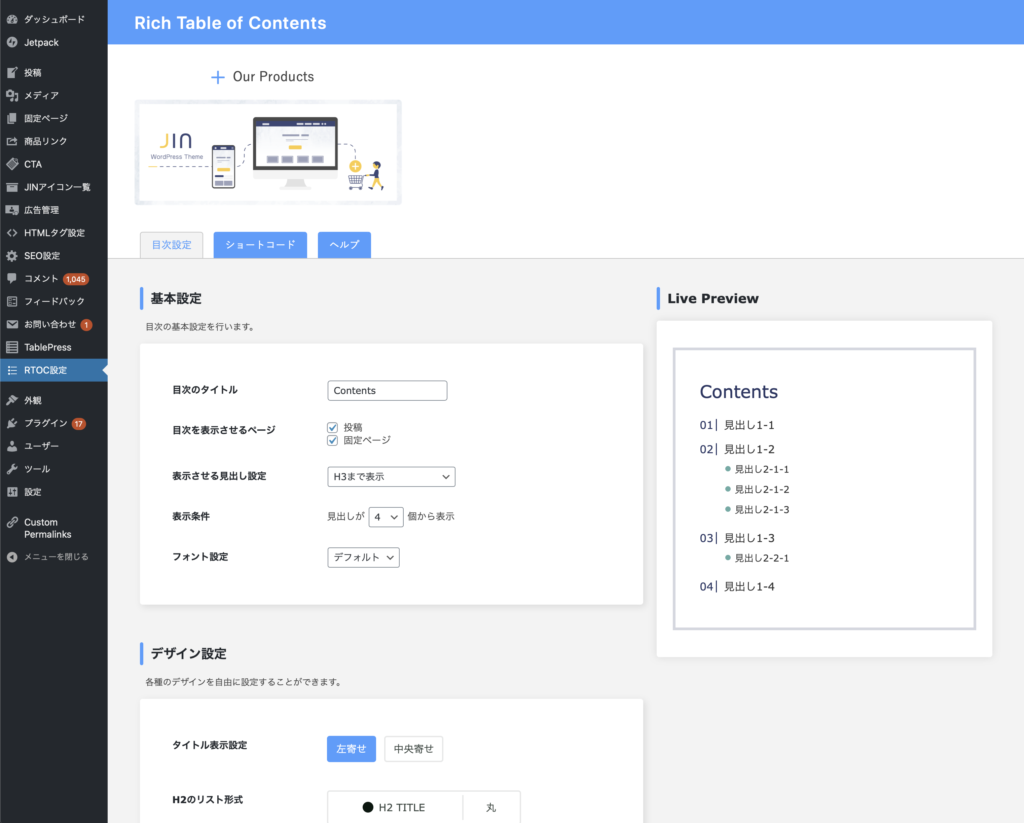 ダッシュボード
Jetpack
投稿
メディア
固定ページ
商品リンク
CTA
JINアイコン一覧
広告管理
HTMLタグ設定
SEO設定
コメント 1,045
フィードバック
お問い合わせ 1
TablePress
RTOC設定
外観
プラグイン 17
ユーザー
ツール
設定
Custom
Permalinks
メニューを閉じる
Rich Table of Contents
Our Products
JIN
WordPress Theme
目次設定 ショートコード ヘルプ
基本設定
目次の基本設定を行います。
目次のタイトル Contents
目次を表示させるページ 投稿
固定ページ
表示させる見出し設定 H3まで表示
表示条件 見出しが 4 個から表示
フォント設定 デフォルト
デザイン設定
各種のデザインを自由に設定することができます。
タイトル表示設定 左寄せ 中央寄せ
H2のリスト形式 H2 TITLE 丸
Live Preview
Contents
01 見出し1-1
02 見出し1-2
見出し2-1-1
見出し2-1-2
見出し2-1-3
03 見出し1-3
見出し2-2-1
04 見出し1-4